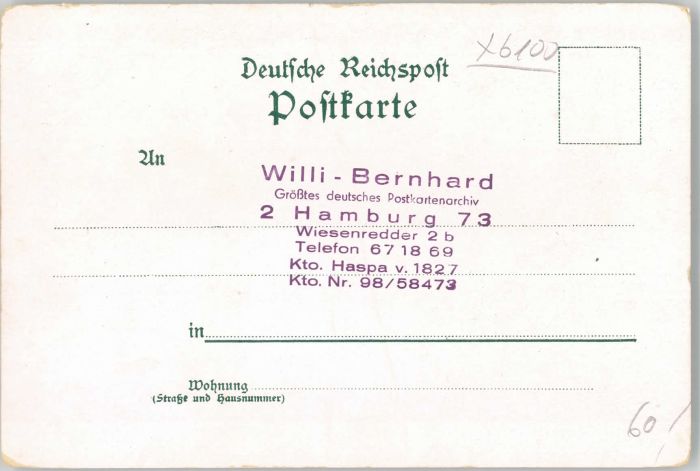 x6100
Deutsche Reichspost
Postkarte
An
Willi - Bernhard
Größtes deutsches Postkartenarchiv
2 Hamburg 73
Wiesenredder 2 b
Telefon 67 18 69
Kto. Haspa v. 1827
Kto. Nr. 98/58473
in
Wohnung
(Straße und Hausnummer)
60!